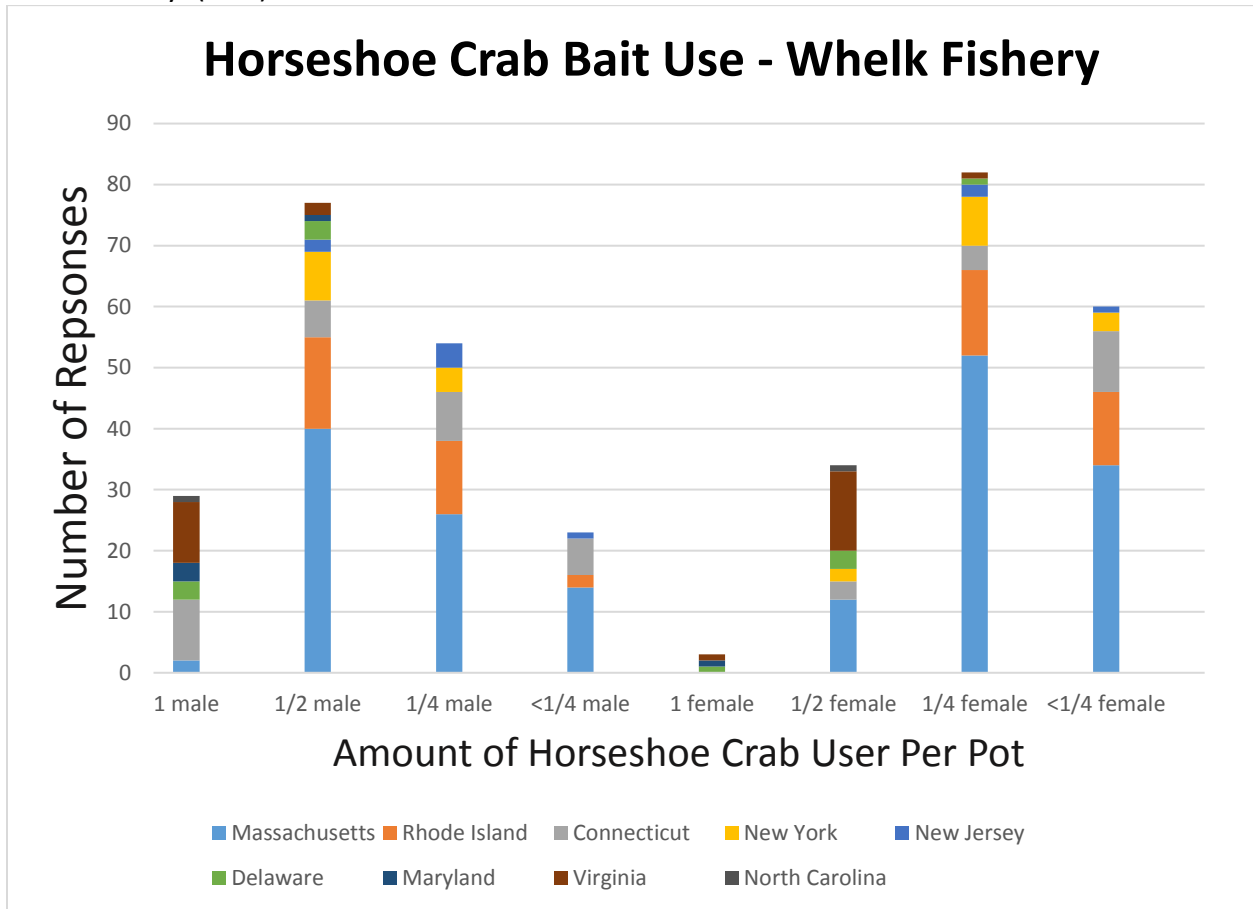 Horseshoe Crab Bait Use - Whelk Fishery
90
80
70
60
50
40
30
20
10
0
Number of Repsonses
1 male 1/2 male 1/4 male <1/4 male 1 female 1/2 female 1/4 female <1/4 female
Amount of Horseshoe Crab User Per Pot
Massachusetts Rhode Island Connecticut New York New Jersey
Delaware Maryland Virginia North Carolina